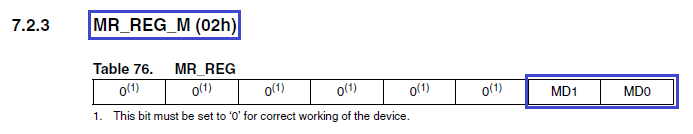 7.2.3 MR_REG_M (02h)
Table 76. MR_REG
0(1) 0(1) 0(1) 0(1) 0(1) 0(1) MD1 MD0
1. This bit must be set to ‘0’ for correct working of the device.